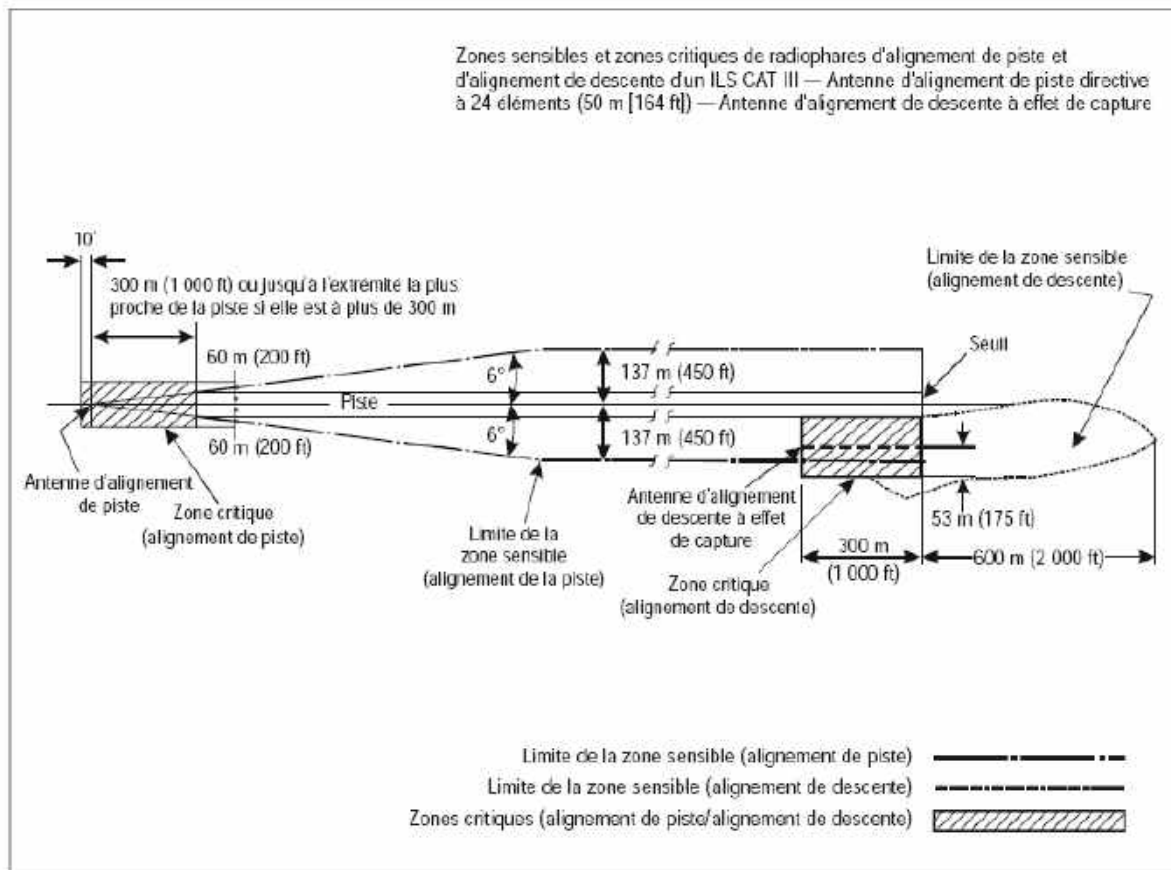 Zones sensibles et zones critiques de radiophares d'alignement de piste et
d'alignement de descente d'un ILS CAT III — Antenne d'alignement de piste directive
à 24 éléments (50 m [164 ft]) — Antenne d'alignement de descente à effet de capture
10'
300 m (1 000 ft) ou jusqu'à l'extrémité la plus
proche de la piste si elle est à plus de 300 m
Limite de la zone sensible
(alignement de descente)
60 m (200 ft)
6°
137 m (450 ft)
Seuil
Piste
60 m (200 ft)
6°
137 m (450 ft)
Antenne d'alignement
de piste
Zone critique
(alignement de piste)
Limite de la
zone sensible
(alignement de la piste)
Antenne d'alignement
de descente à effet
de capture
53 m (175 ft)
300 m
(1 000 ft)
600 m (2 000 ft)
Zone critique
(alignement de descente)
Limite de la zone sensible (alignement de piste)
Limite de la zone sensible (alignement de descente)
Zones critiques (alignement de piste/alignement de descente)